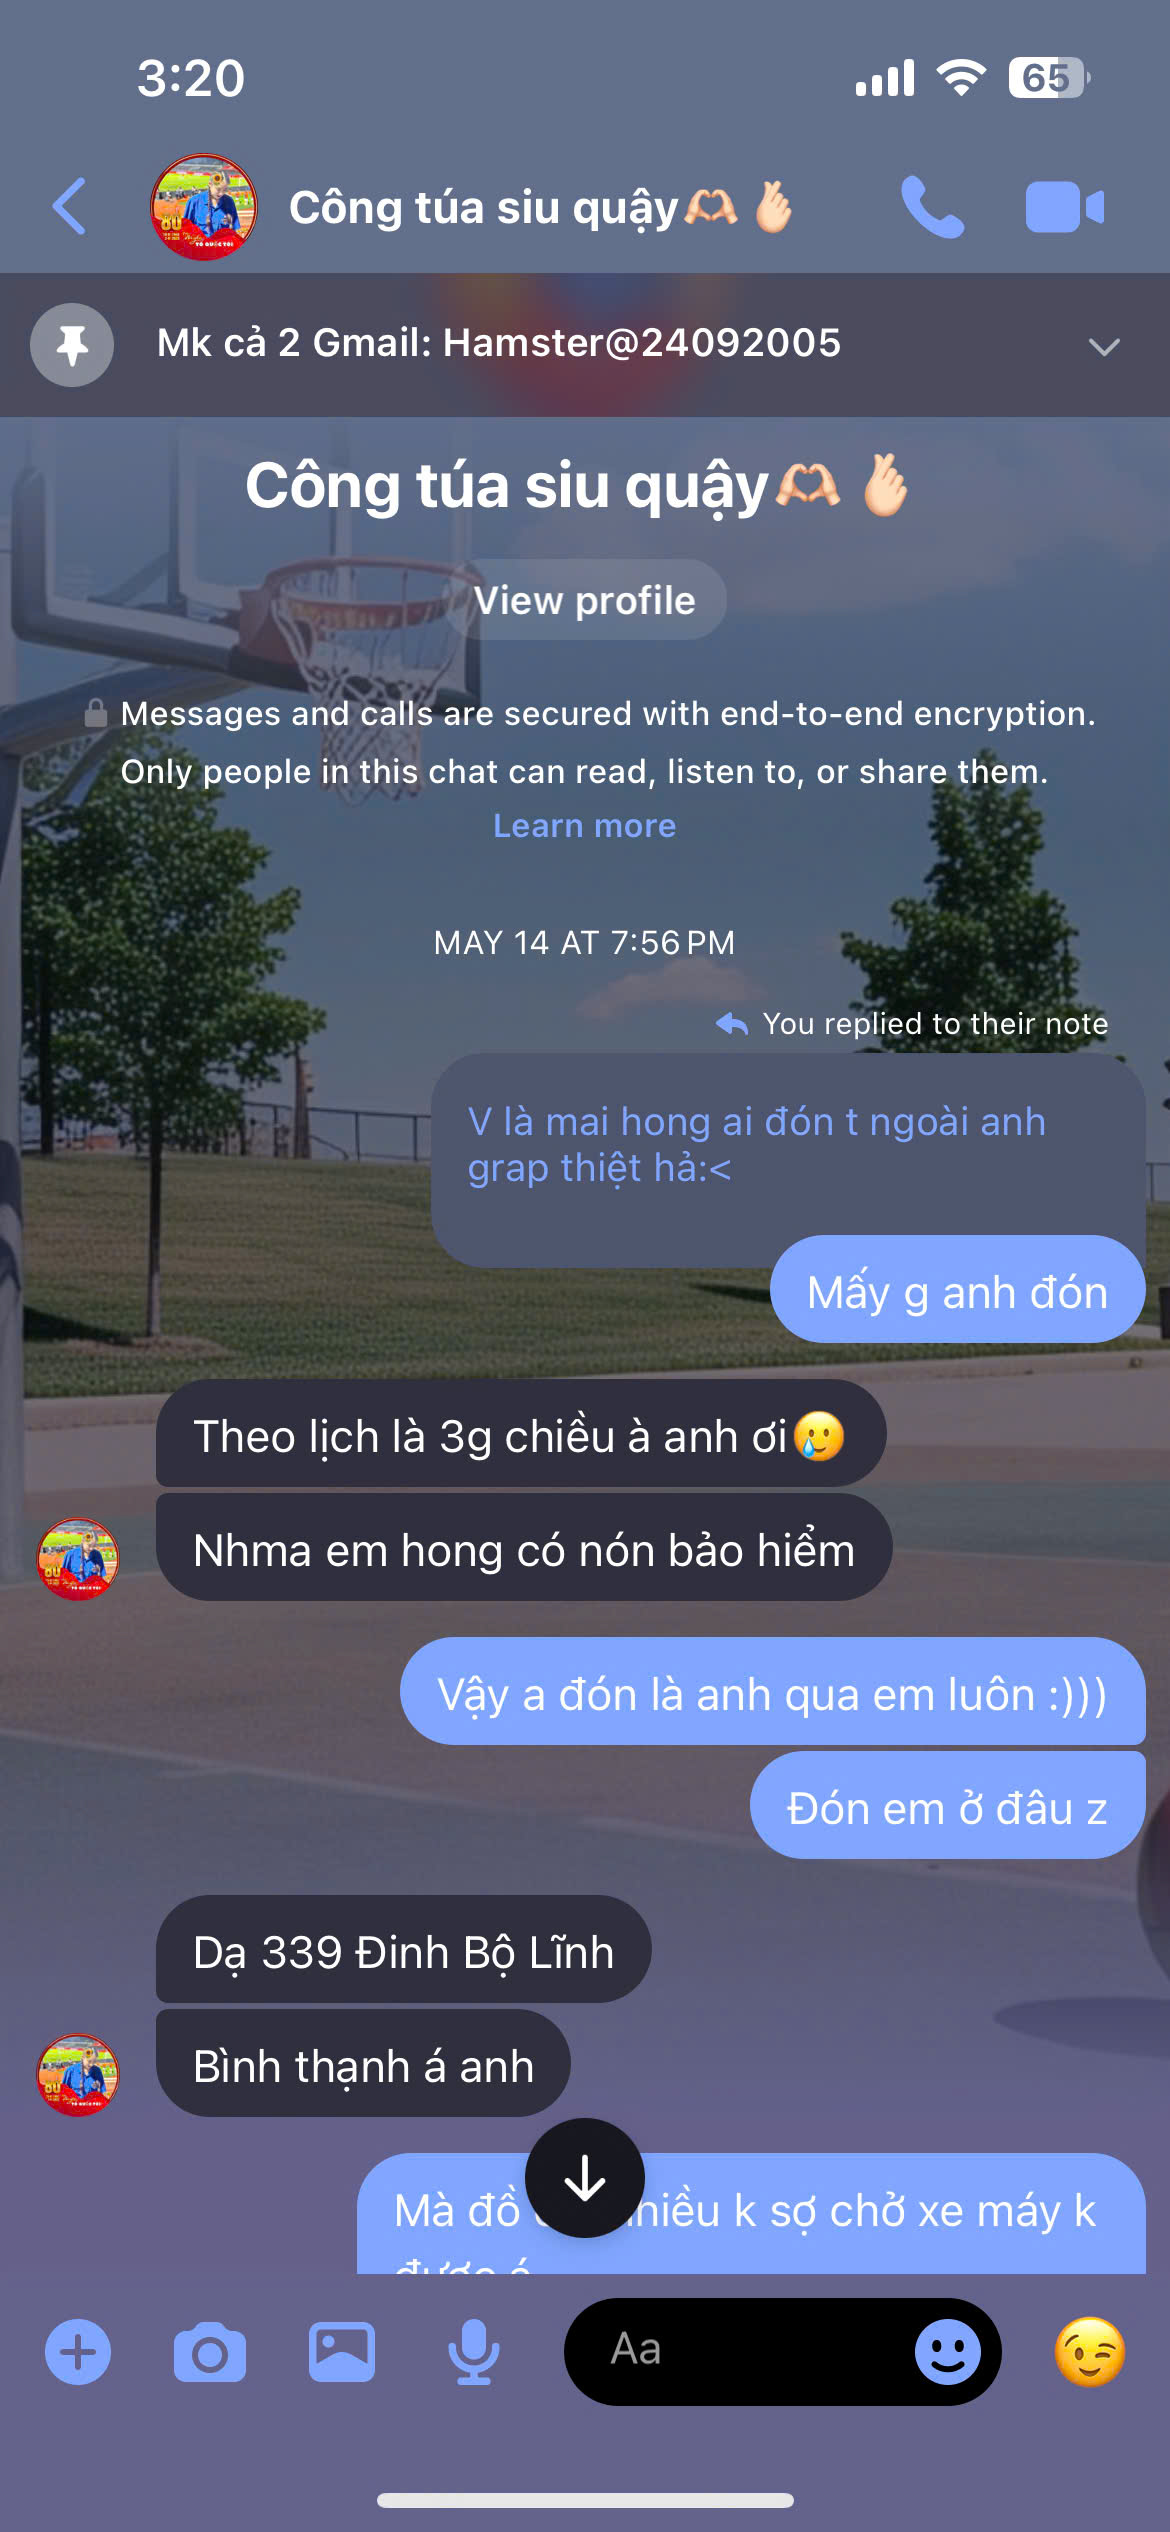 3:20
65
Công túa siu quậy🫶🏻🫰🏻
Mk cả 2 Gmail: Hamster@24092005
Công túa siu quậy🫶🏻🫰🏻
View profile
Messages and calls are secured with end-to-end encryption.
Only people in this chat can read, listen to, or share them.
Learn more
MAY 14 AT 7:56 PM
You replied to their note
V là mai hong ai đón t ngoài anh
grap thiệt hả:<
Mấy g anh đón
Theo lịch là 3g chiều à anh ơi🥲
Nhma em hong có nón bảo hiểm
Vậy a đón là anh qua em luôn :)))
Đón em ở đâu z
Dạ 339 Đinh Bộ Lĩnh
Bình thạnh á anh
Mà đồ k sợ chở xe máy k
Aa